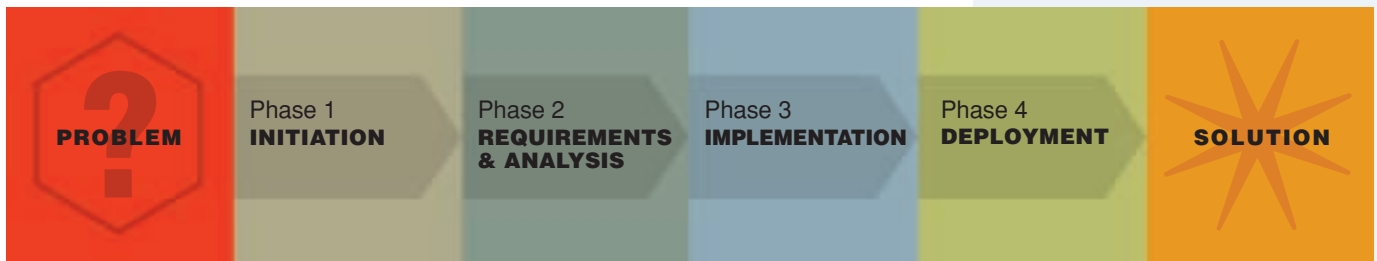 ?
PROBLEM
Phase 1
INITIATION
Phase 2
REQUIREMENTS
& ANALYSIS
Phase 3
IMPLEMENTATION
Phase 4
DEPLOYMENT
SOLUTION